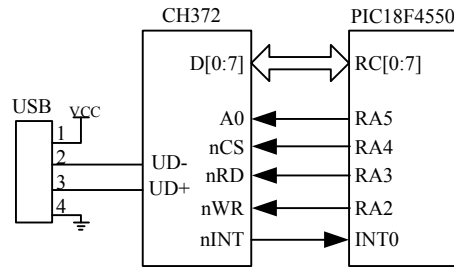 CH372 PIC18F4550
D[0:7] RC[0:7]
USB
VCC
1
A0 RA5
nCS RA4
2 UD- nRD RA3
3 UD+
4 nWR RA2
nINT INT0